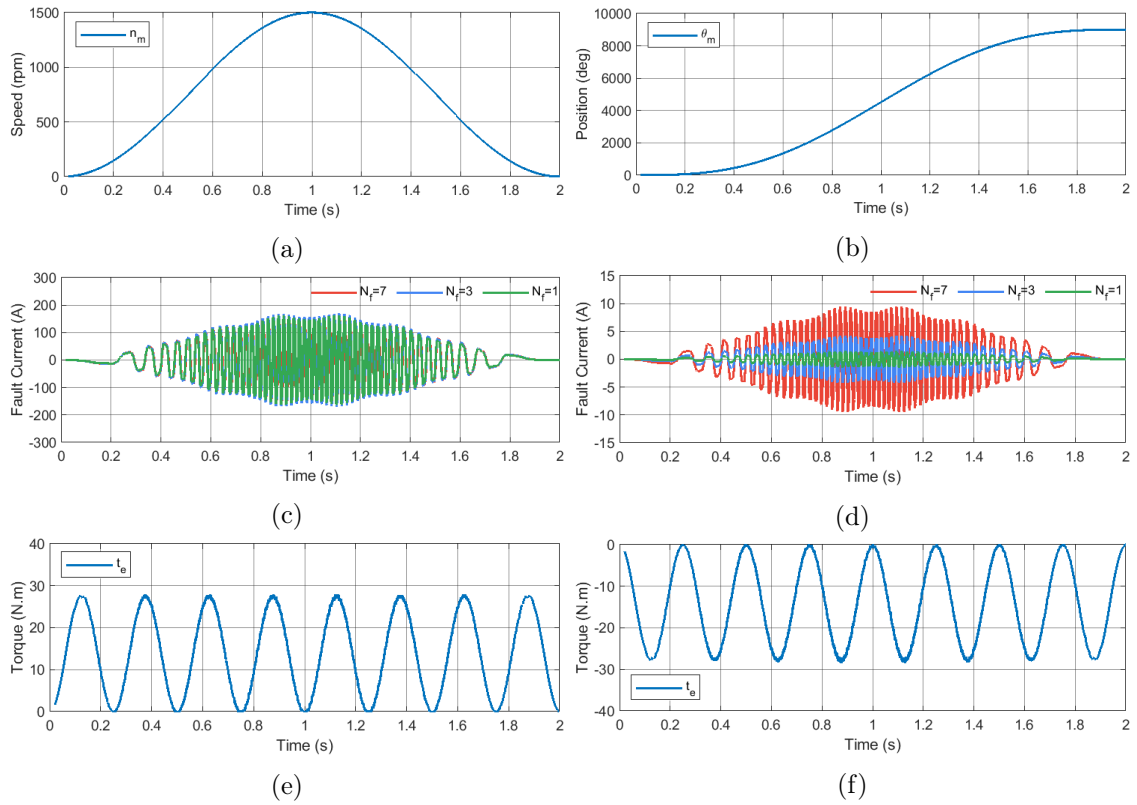 1500
1000
500
0
Speed (rpm)
n_m
0 0.2 0.4 0.6 0.8 1 1.2 1.4 1.6 1.8 2
Time (s)
(a)
10000
8000
6000
4000
2000
0
Position (deg)
θ_m
0 0.2 0.4 0.6 0.8 1 1.2 1.4 1.6 1.8 2
Time (s)
(b)
300
200
100
0
-100
-200
-300
Fault Current (A)
N_f=7 N_f=3 N_f=1
0 0.2 0.4 0.6 0.8 1 1.2 1.4 1.6 1.8 2
Time (s)
(c)
15
10
5
0
-5
-10
-15
Fault Current (A)
N_f=7 N_f=3 N_f=1
0 0.2 0.4 0.6 0.8 1 1.2 1.4 1.6 1.8 2
Time (s)
(d)
40
30
20
10
0
Torque (N.m)
t_e
0 0.2 0.4 0.6 0.8 1 1.2 1.4 1.6 1.8 2
Time (s)
(e)
0
-10
-20
-30
-40
Torque (N.m)
t_e
0 0.2 0.4 0.6 0.8 1 1.2 1.4 1.6 1.8 2
Time (s)
(f)